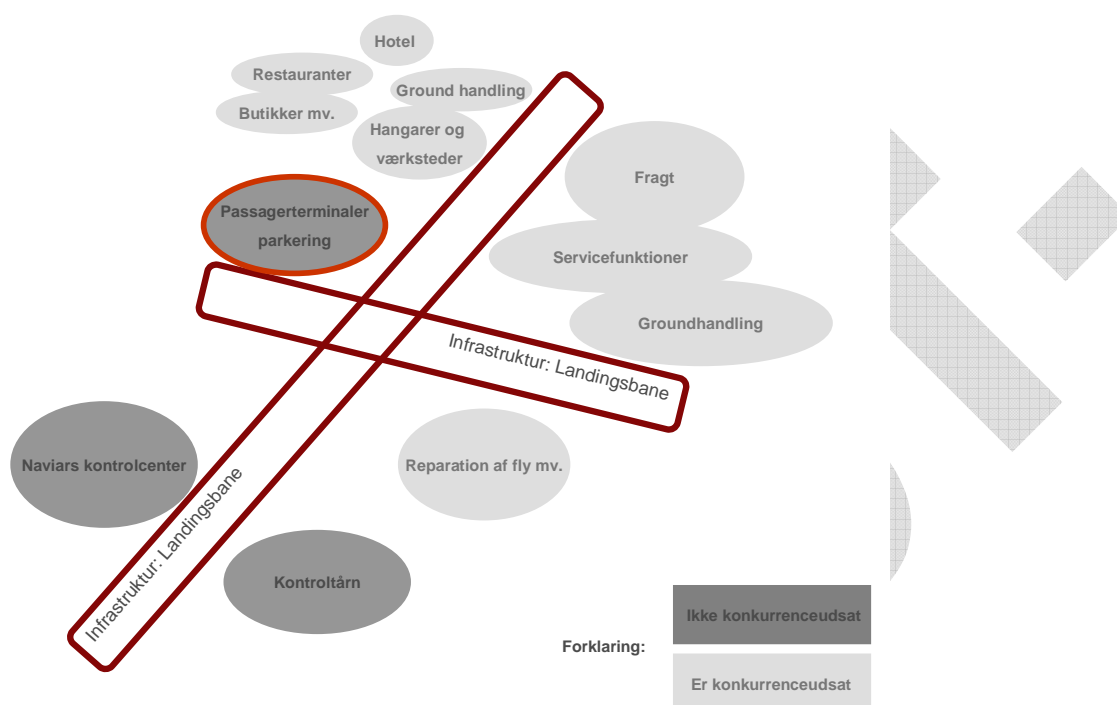 Hotel
Restauranter
Ground handling
Butikker mv.
Hangarer og
værksteder
Fragt
Passagerterminaler
parkering
Servicefunktioner
Groundhandling
Infrastruktur: Landingsbane
Naviars kontrolcenter
Reparation af fly mv.
Infrastruktur: Landingsbane
Kontroltårn
Ikke konkurrenceudsat
Forklaring:
Er konkurrenceudsat